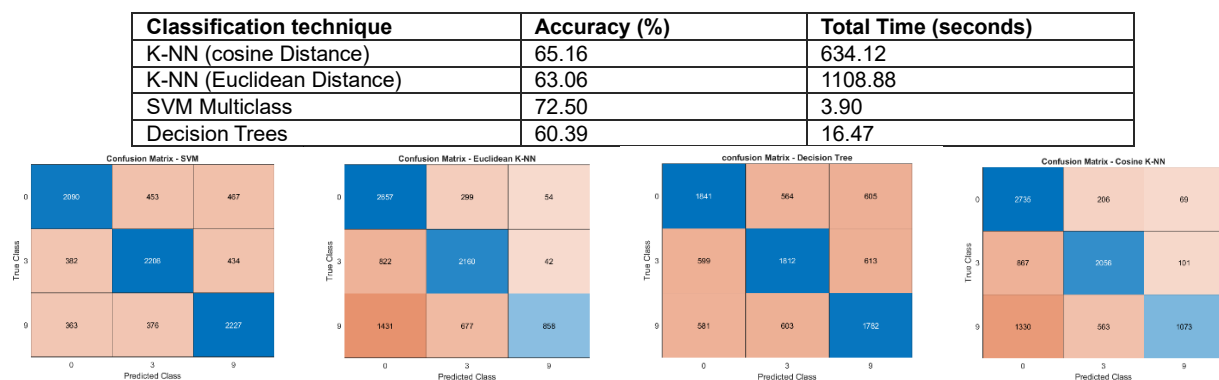 Classification technique Accuracy (%) Total Time (seconds)
K-NN (cosine Distance) 65.16 634.12
K-NN (Euclidean Distance) 63.06 1108.88
SVM Multiclass 72.50 3.90
Decision Trees 60.39 16.47
Confusion Matrix - SVM
True Class
0 2090 453 467
3 382 2208 434
9 363 376 2227
0 3 9
Predicted Class
Confusion Matrix - Euclidean K-NN
True Class
0 2657 299 54
3 822 2160 42
9 1431 677 858
0 3 9
Predicted Class
confusion Matrix - Decision Tree
True Class
0 1841 564 605
3 599 1812 613
9 581 603 1782
0 3 9
Predicted Class
Confusion Matrix - Cosine K-NN
True Class
0 2735 206 69
3 867 2056 101
9 1330 563 1073
0 3 9
Predicted Class